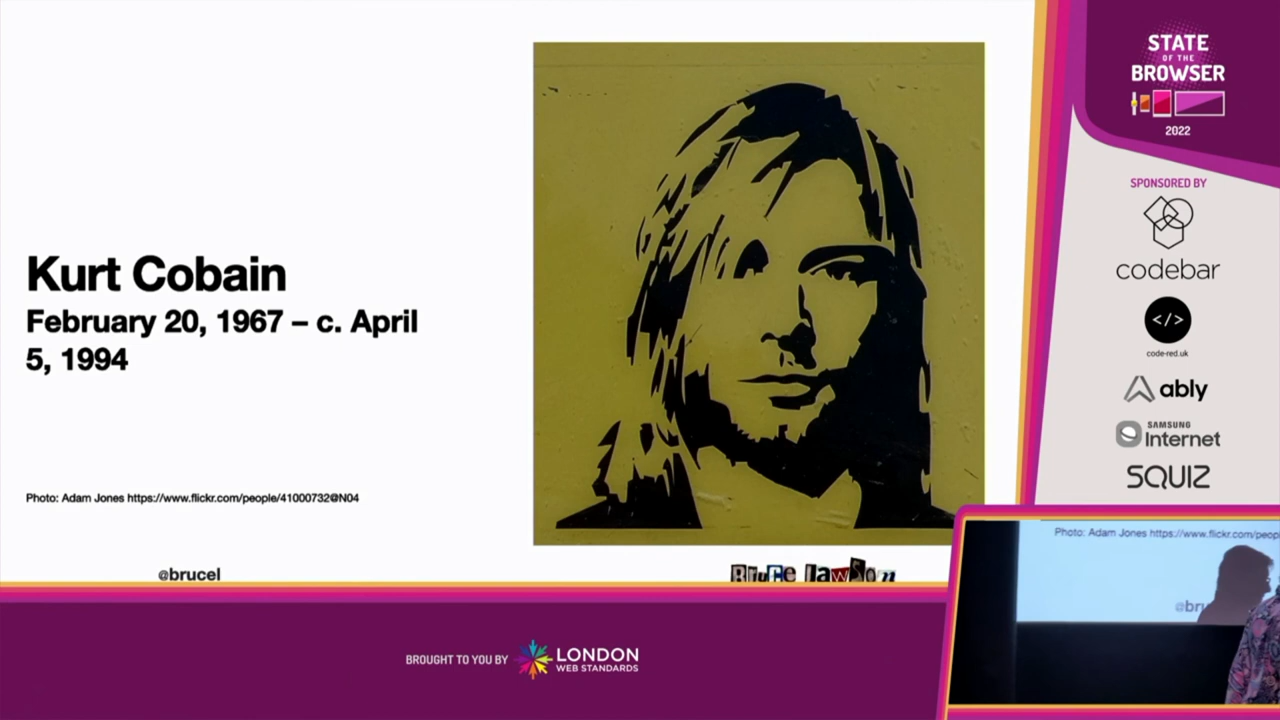 Kurt Cobain
February 20, 1967 – c. April
5, 1994
Photo: Adam Jones https://www.flickr.com/people/41000732@N04
@brucel
Bruce Lawson
STATE
OF THE
BROWSER
2022
SPONSORED BY
codebar
</>
code-red.uk
ably
SAMSUNG
Internet
SQUIZ
Photo: Adam Jones https://www.flickr.com/peop
@bru
BROUGHT TO YOU BY
LONDON
WEB STANDARDS